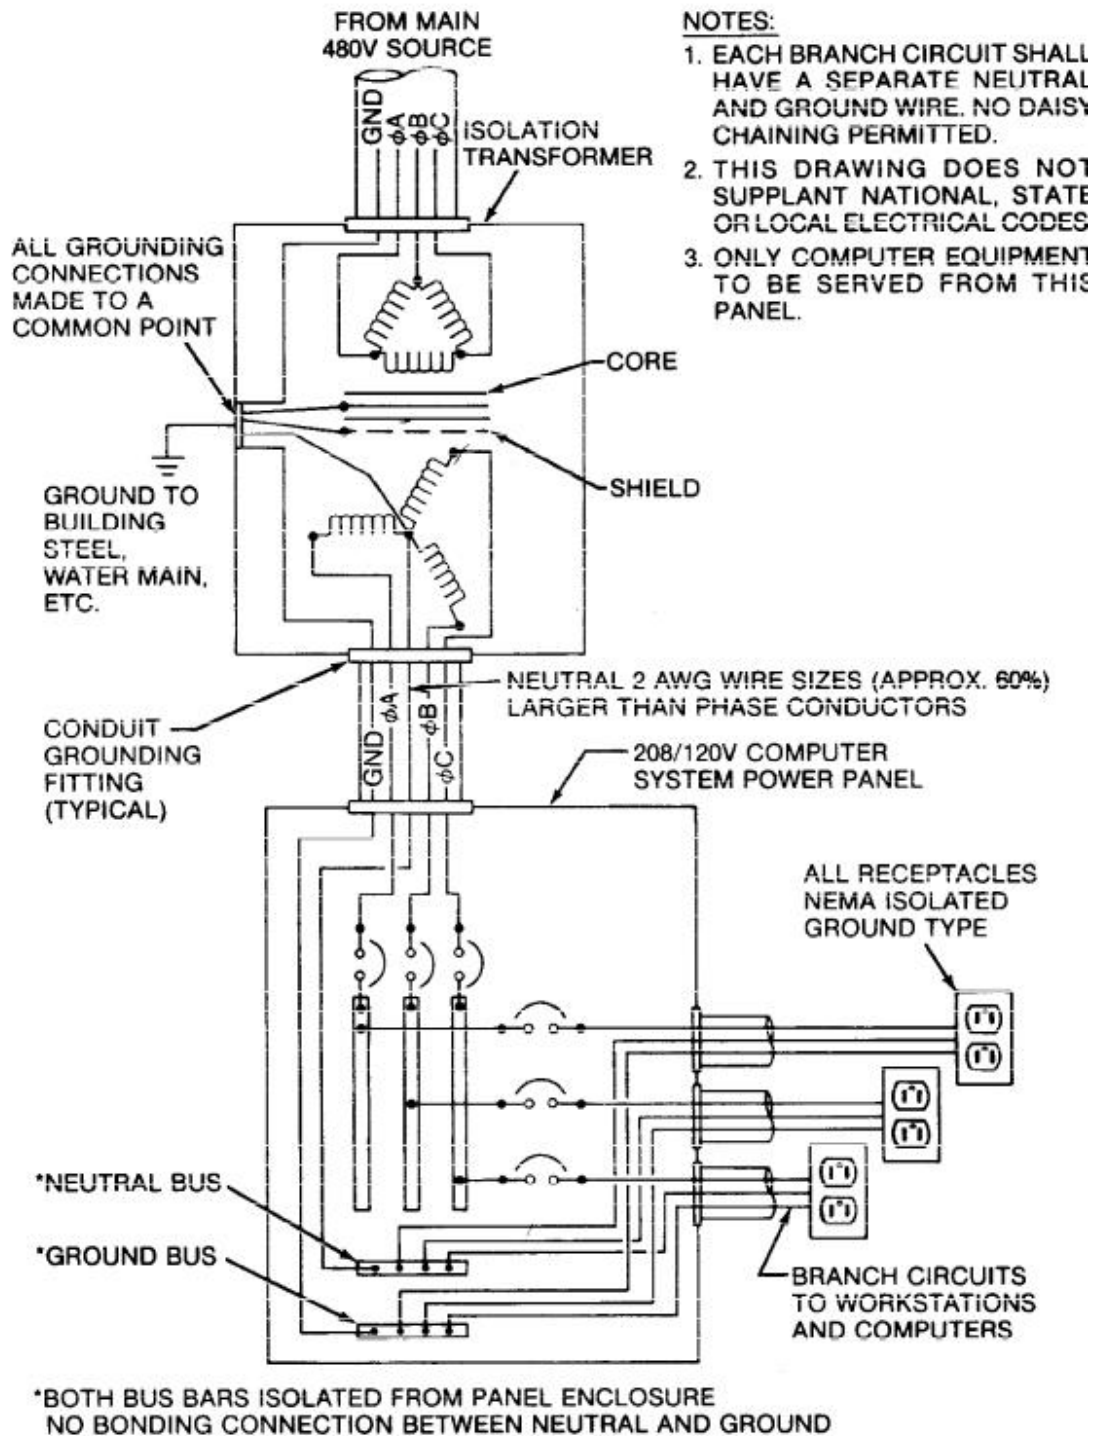 FROM MAIN
480V SOURCE
GND
φA
φB
φC
ISOLATION
TRANSFORMER
NOTES:
1. EACH BRANCH CIRCUIT SHALL
HAVE A SEPARATE NEUTRAL
AND GROUND WIRE. NO DAISY
CHAINING PERMITTED.
2. THIS DRAWING DOES NOT
SUPPLANT NATIONAL, STATE
OR LOCAL ELECTRICAL CODES
3. ONLY COMPUTER EQUIPMENT
TO BE SERVED FROM THIS
PANEL.
ALL GROUNDING
CONNECTIONS
MADE TO A
COMMON POINT
CORE
SHIELD
GROUND TO
BUILDING
STEEL,
WATER MAIN,
ETC.
NEUTRAL 2 AWG WIRE SIZES (APPROX. 60%)
LARGER THAN PHASE CONDUCTORS
CONDUIT
GROUNDING
FITTING
(TYPICAL)
GND
φA
φB
φC
208/120V COMPUTER
SYSTEM POWER PANEL
ALL RECEPTACLES
NEMA ISOLATED
GROUND TYPE
*NEUTRAL BUS
*GROUND BUS
BRANCH CIRCUITS
TO WORKSTATIONS
AND COMPUTERS
*BOTH BUS BARS ISOLATED FROM PANEL ENCLOSURE
NO BONDING CONNECTION BETWEEN NEUTRAL AND GROUND